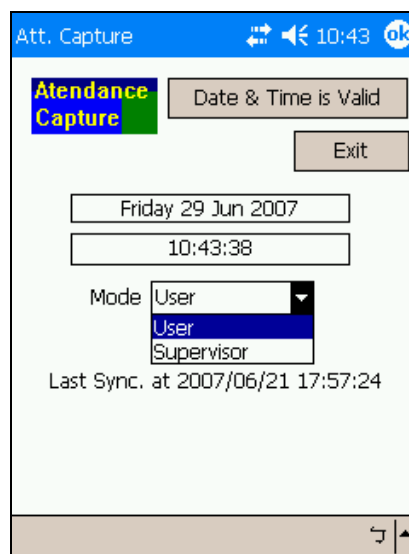 Att. Capture 10:43 ok
Atendance
Capture
Date & Time is Valid
Exit
Friday 29 Jun 2007
10:43:38
Mode User
User
Supervisor
Last Sync. at 2007/06/21 17:57:24